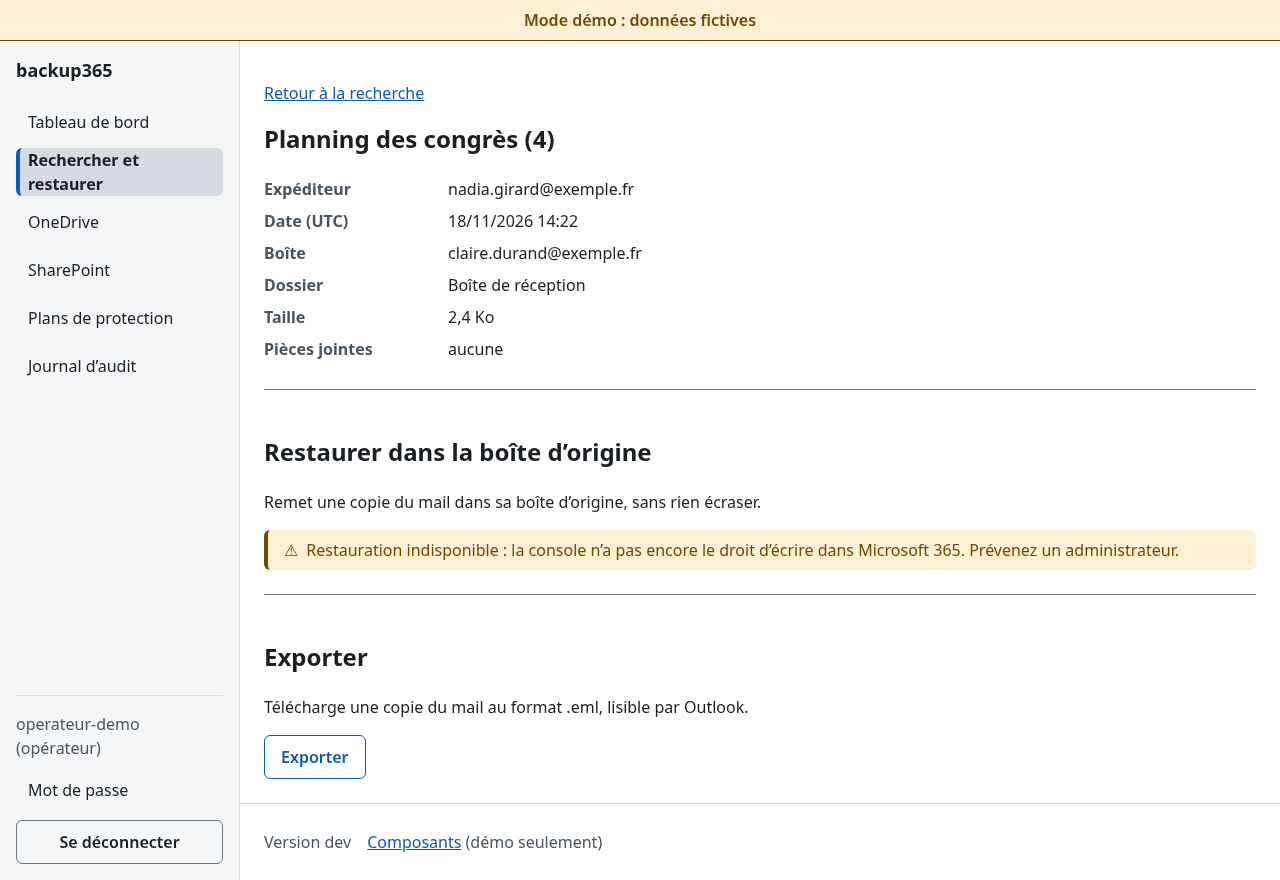 Mode démo : données fictives
backup365
Tableau de bord
Rechercher et
restaurer
OneDrive
SharePoint
Plans de protection
Journal d’audit
operateur-demo
(opérateur)
Mot de passe
Se déconnecter
Retour à la recherche
Planning des congrès (4)
Expéditeur nadia.girard@exemple.fr
Date (UTC) 18/11/2026 14:22
Boîte claire.durand@exemple.fr
Dossier Boîte de réception
Taille 2,4 Ko
Pièces jointes aucune
Restaurer dans la boîte d’origine
Remet une copie du mail dans sa boîte d’origine, sans rien écraser.
⚠ Restauration indisponible : la console n’a pas encore le droit d’écrire dans Microsoft 365. Prévenez un administrateur.
Exporter
Télécharge une copie du mail au format .eml, lisible par Outlook.
Exporter
Version dev Composants (démo seulement)